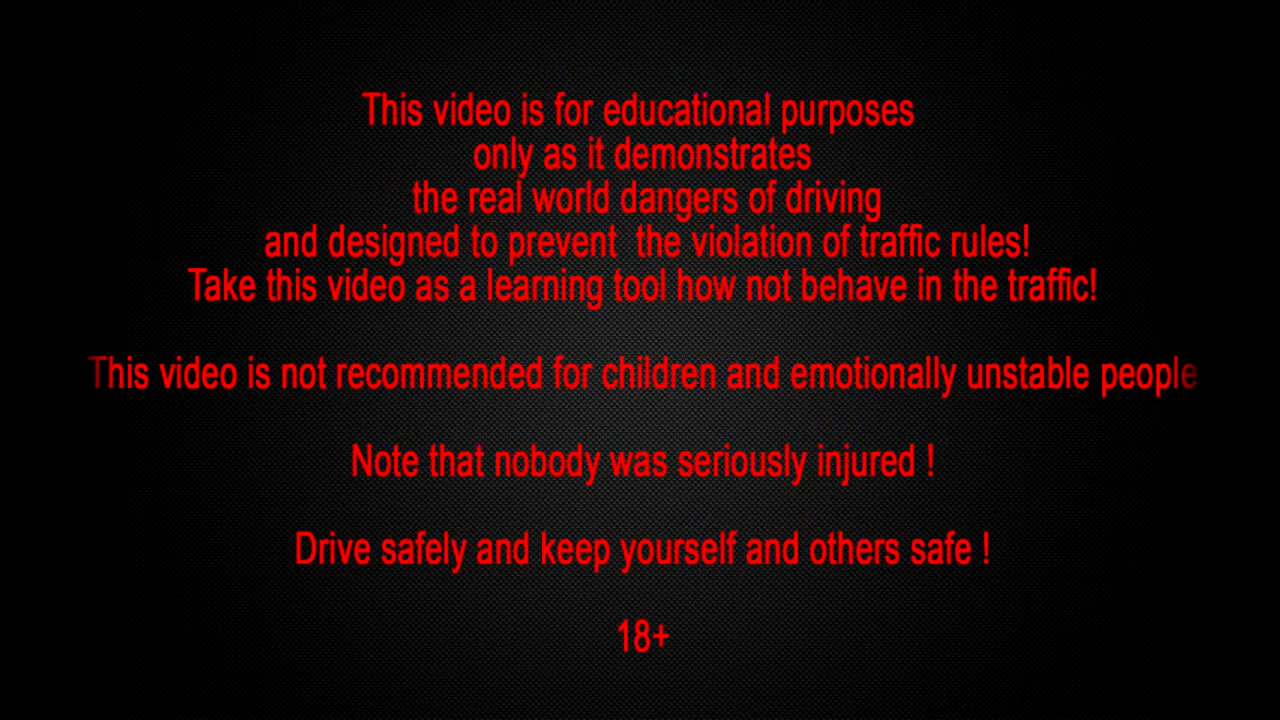 This video is for educational purposes
only as it demonstrates
the real world dangers of driving
and designed to prevent  the violation of traffic rules!
Take this video as a learning tool how not behave in the traffic!
This video is not recommended for children and emotionally unstable people
Note that nobody was seriously injured !
Drive safely and keep yourself and others safe !
18+